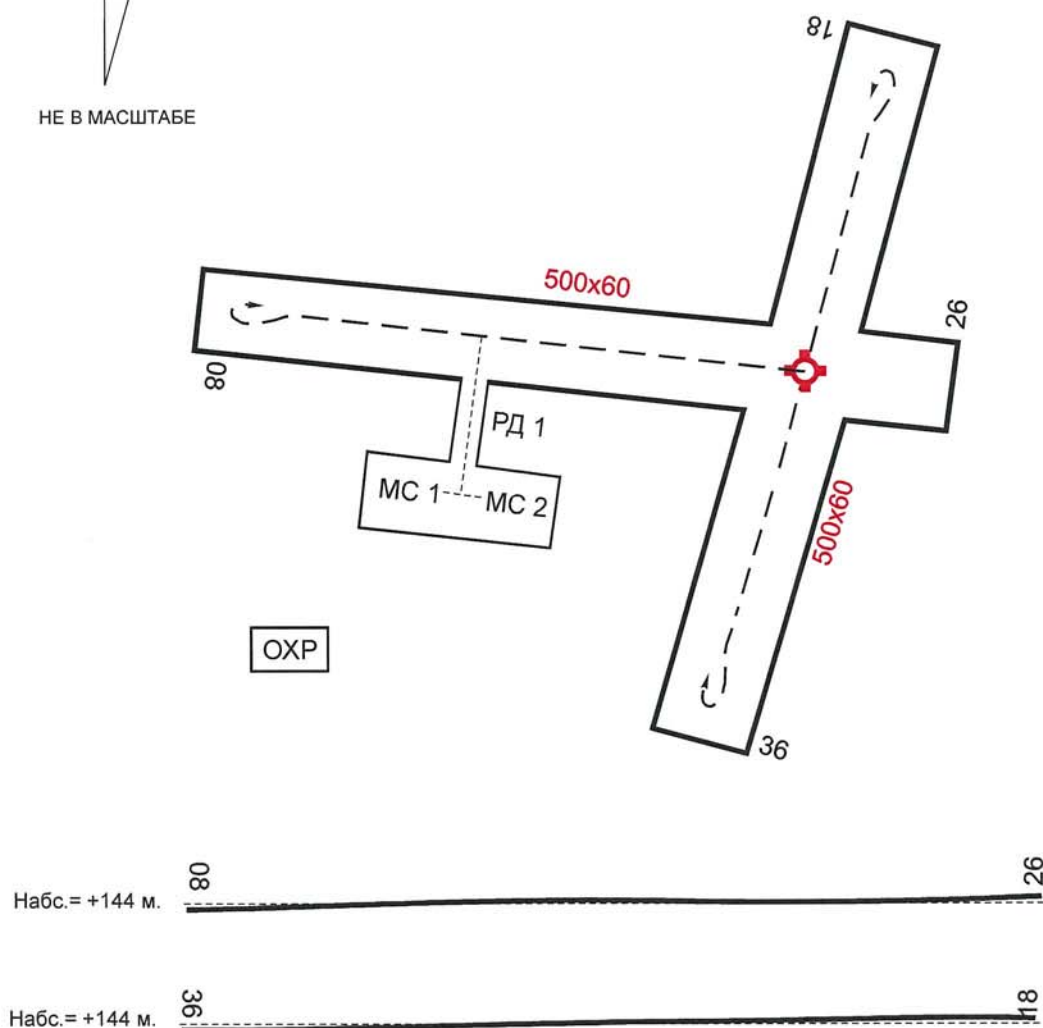 18
НЕ В МАСШТАБЕ
500x60
26
08
РД 1
МС 1
МС 2
500x60
ОХР
36
08
26
Набс.= +144 м.
36
18
Набс.= +144 м.